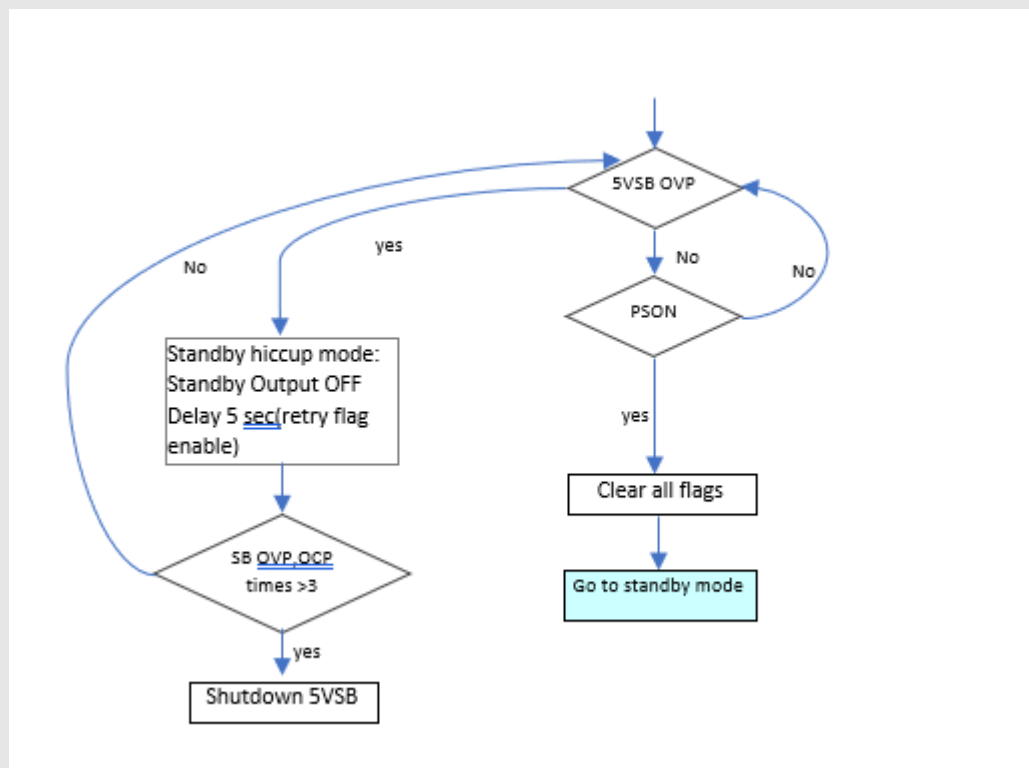 5VSB OVP
yes
No
No
No
PSON
Standby hiccup mode:
Standby Output OFF
Delay 5 sec(retry flag
enable)
yes
Clear all flags
SB OVP,OCP
times >3
Go to standby mode
yes
Shutdown 5VSB